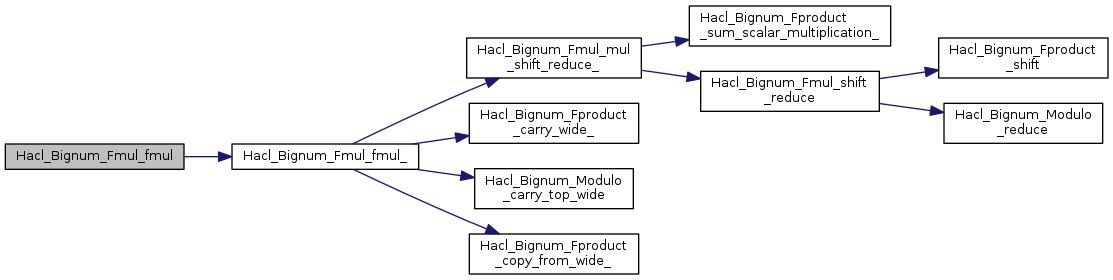 Hacl_Bignum_Fmul_fmul
Hacl_Bignum_Fmul_fmul_
Hacl_Bignum_Fmul_mul
_shift_reduce_
Hacl_Bignum_Fproduct
_carry_wide_
Hacl_Bignum_Modulo
_carry_top_wide
Hacl_Bignum_Fproduct
_copy_from_wide_
Hacl_Bignum_Fproduct
_sum_scalar_multiplication_
Hacl_Bignum_Fmul_shift
_reduce
Hacl_Bignum_Fproduct
_shift
Hacl_Bignum_Modulo
_reduce